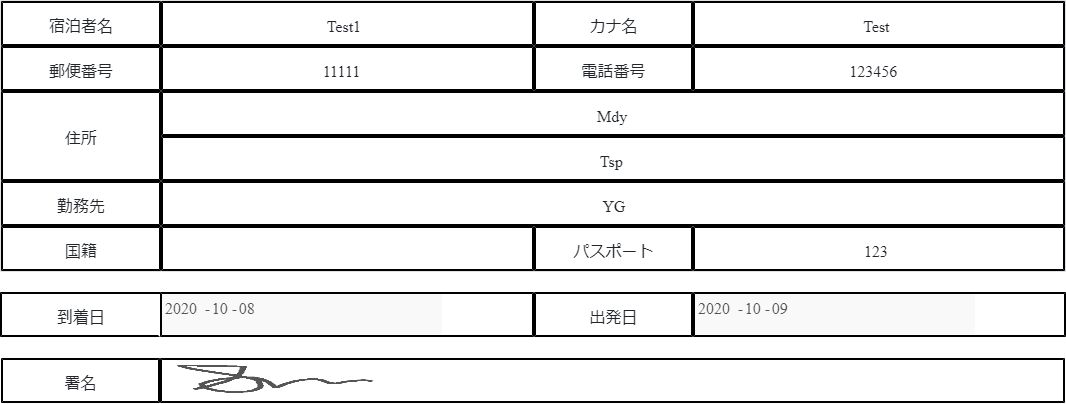 宿泊者名 Test1 カナ名 Test
郵便番号 11111 電話番号 123456
住所 Mdy
Tsp
勤務先 YG
国籍 パスポート 123
到着日 2020 -10 -08 出発日 2020 -10 -09
署名